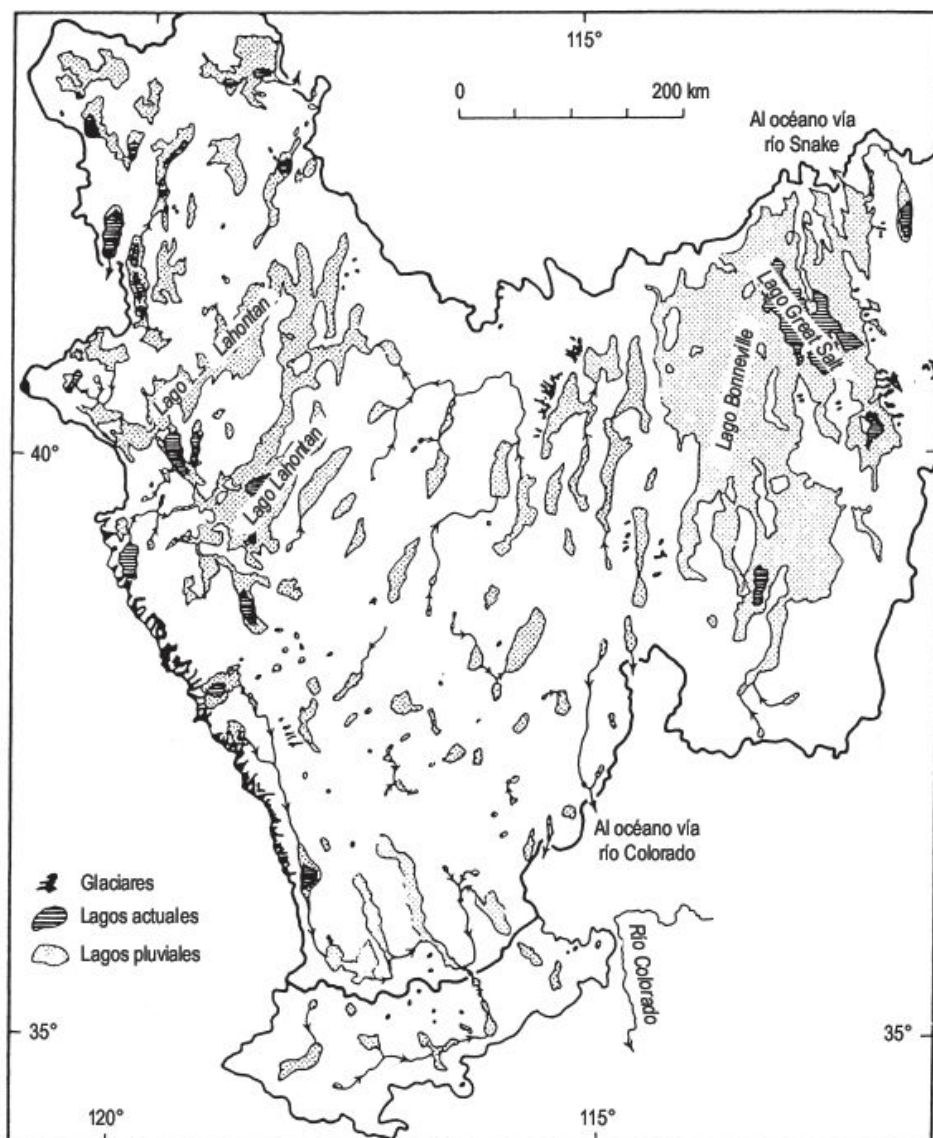 115°
0 200 km
Al océano vía
río Snake
Lago Lahontan
Lago Great Salt
Lago Bonneville
40°
Lago Lahontan
Al océano vía
río Colorado
Glaciares
Lagos actuales
Lagos pluviales
Río Colorado
35° 35°
120° 115°